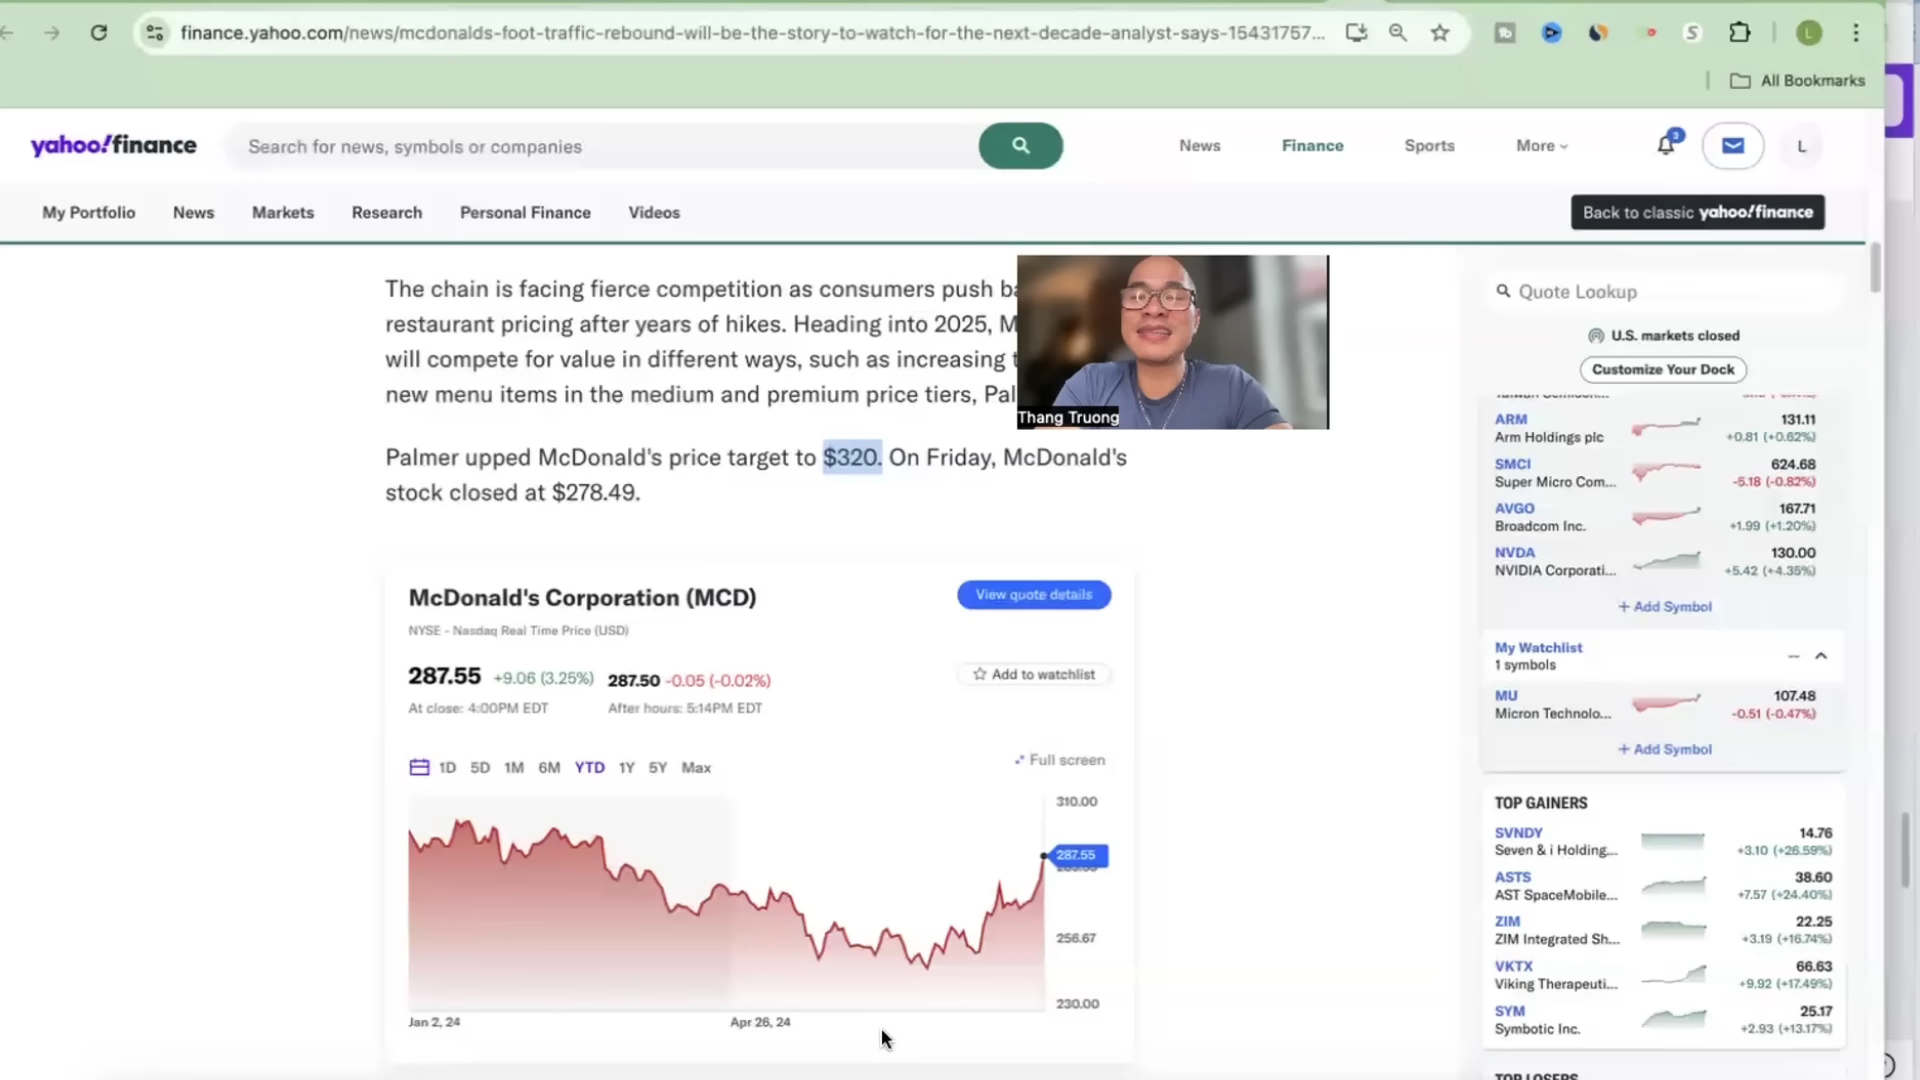 finance.yahoo.com/news/mcdonalds-foot-traffic-rebound-will-be-the-story-to-watch-for-the-next-decade-analyst-says-15431757...
L
All Bookmarks
yahoo!finance
Search for news, symbols or companies
News
Finance
Sports
More
3
L
My Portfolio
News
Markets
Research
Personal Finance
Videos
Back to classic yahoo!finance
The chain is facing fierce competition as consumers push ba
restaurant pricing after years of hikes. Heading into 2025, M
will compete for value in different ways, such as increasing t
new menu items in the medium and premium price tiers, Pal
Thang Truong
Palmer upped McDonald's price target to $320. On Friday, McDonald's
stock closed at $278.49.
McDonald's Corporation (MCD)
View quote details
NYSE - Nasdaq Real Time Price (USD)
287.55 +9.06 (3.25%) 287.50 -0.05 (-0.02%)
Add to watchlist
At close: 4:00PM EDT
After hours: 5:14PM EDT
1D 5D 1M 6M YTD 1Y 5Y Max
Full screen
310.00
287.55
256.67
230.00
Jan 2, 24
Apr 26, 24
Quote Lookup
U.S. markets closed
Customize Your Dock
ARM 131.11
Arm Holdings plc +0.81 (+0.62%)
SMCI 624.68
Super Micro Com... -5.18 (-0.82%)
AVGO 167.71
Broadcom Inc. +1.99 (+1.20%)
NVDA 130.00
NVIDIA Corporati... +5.42 (+4.35%)
+ Add Symbol
My Watchlist --
1 symbols
MU 107.48
Micron Technolo... -0.51 (-0.47%)
+ Add Symbol
TOP GAINERS
SVNDY 14.76
Seven & i Holding... +3.10 (+26.59%)
ASTS 38.60
AST SpaceMobile... +7.57 (+24.40%)
ZIM 22.25
ZIM Integrated Sh... +3.19 (+16.74%)
VKTX 66.63
Viking Therapeuti... +9.92 (+17.49%)
SYM 25.17
Symbotic Inc. +2.93 (+13.17%)
TOP LOSERS